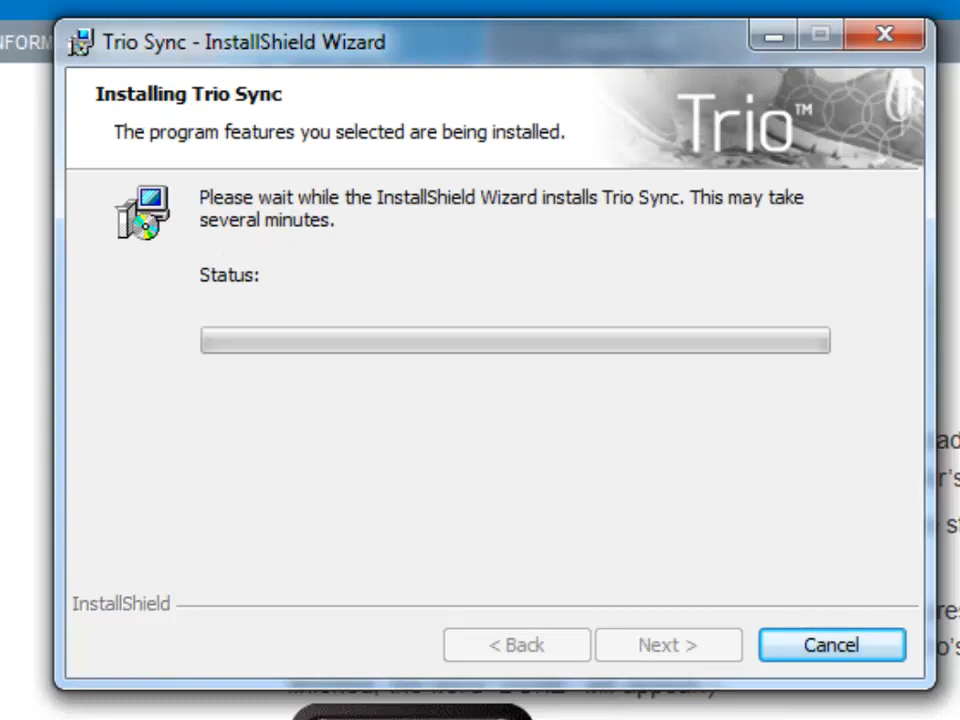 NFORM
Trio Sync - InstallShield Wizard
Installing Trio Sync
The program features you selected are being installed.
Trio™
Please wait while the InstallShield Wizard installs Trio Sync. This may take
several minutes.
Status:
InstallShield
< Back
Next >
Cancel